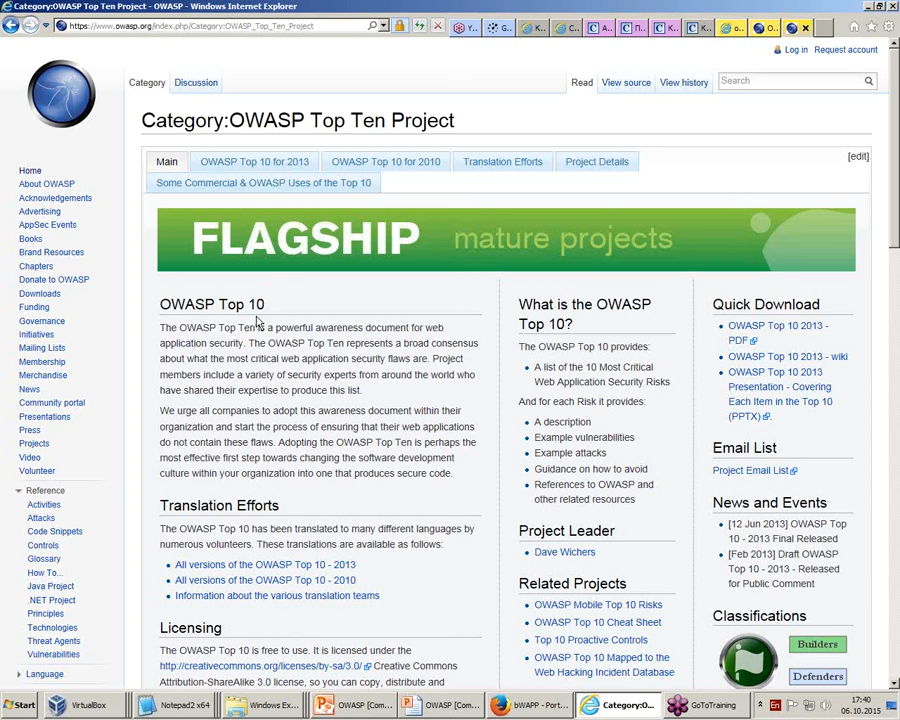 Category:OWASP Top Ten Project - OWASP - Windows Internet Explorer
https://www.owasp.org/index.php/Category:OWASP_Top_Ten_Project
Log in Request account
Category Discussion Read View source View history Search
Category:OWASP Top Ten Project
[edit]
Main OWASP Top 10 for 2013 OWASP Top 10 for 2010 Translation Efforts Project Details
Some Commercial & OWASP Uses of the Top 10
FLAGSHIP mature projects
Home
About OWASP
Acknowledgements
Advertising
AppSec Events
Books
Brand Resources
Chapters
Donate to OWASP
Downloads
Funding
Governance
Initiatives
Mailing Lists
Membership
Merchandise
News
Community portal
Presentations
Press
Projects
Video
Volunteer
Reference
Activities
Attacks
Code Snippets
Controls
Glossary
How To...
Java Project
.NET Project
Principles
Technologies
Threat Agents
Vulnerabilities
Language
OWASP Top 10
The OWASP Top Ten is a powerful awareness document for web
application security. The OWASP Top Ten represents a broad consensus
about what the most critical web application security flaws are. Project
members include a variety of security experts from around the world who
have shared their expertise to produce this list.
We urge all companies to adopt this awareness document within their
organization and start the process of ensuring that their web applications
do not contain these flaws. Adopting the OWASP Top Ten is perhaps the
most effective first step towards changing the software development
culture within your organization into one that produces secure code.
Translation Efforts
The OWASP Top 10 has been translated to many different languages by
numerous volunteers. These translations are available as follows:
All versions of the OWASP Top 10 - 2013
All versions of the OWASP Top 10 - 2010
Information about the various translation teams
Licensing
The OWASP Top 10 is free to use. It is licensed under the
http://creativecommons.org/licenses/by-sa/3.0/ Creative Commons
Attribution-ShareAlike 3.0 license, so you can copy, distribute and
What is the OWASP
Top 10?
The OWASP Top 10 provides:
A list of the 10 Most Critical
Web Application Security Risks
And for each Risk it provides:
A description
Example vulnerabilities
Example attacks
Guidance on how to avoid
References to OWASP and
other related resources
Project Leader
Dave Wichers
Related Projects
OWASP Mobile Top 10 Risks
OWASP Top 10 Cheat Sheet
Top 10 Proactive Controls
OWASP Top 10 Mapped to the
Web Hacking Incident Database
Quick Download
OWASP Top 10 2013 -
PDF
OWASP Top 10 2013 - wiki
OWASP Top 10 2013
Presentation - Covering
Each Item in the Top 10
(PPTX).
Email List
Project Email List
News and Events
[12 Jun 2013] OWASP Top
10 - 2013 Final Released
[Feb 2013] Draft OWASP
Top 10 - 2013 - Released
for Public Comment
Classifications
Builders
Defenders
Start VirtualBox Notepad2 x64 Windows Ex... OWASP [Com... OWASP [Com... bWAPP - Port... Category:O... GoToTraining En 17:40
06.10.2015